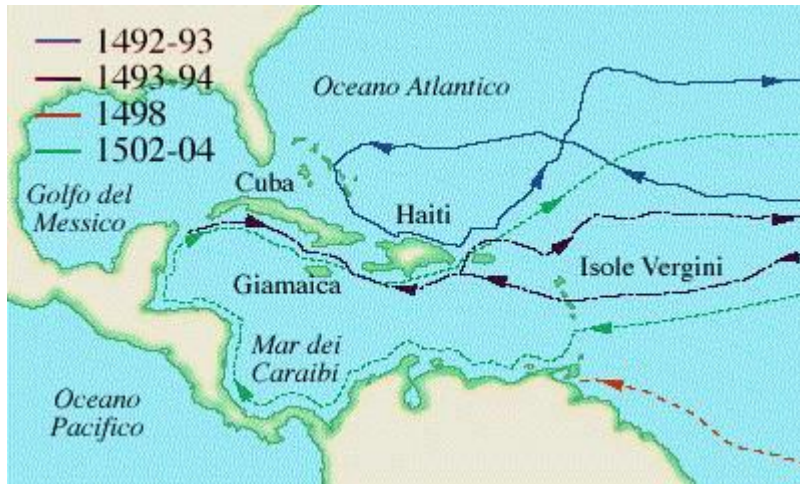 1492-93
1493-94
1498
1502-04
Oceano Atlantico
Golfo del
Messico
Cuba
Haiti
Isole Vergini
Giamaica
Mar dei
Caraibi
Oceano
Pacifico